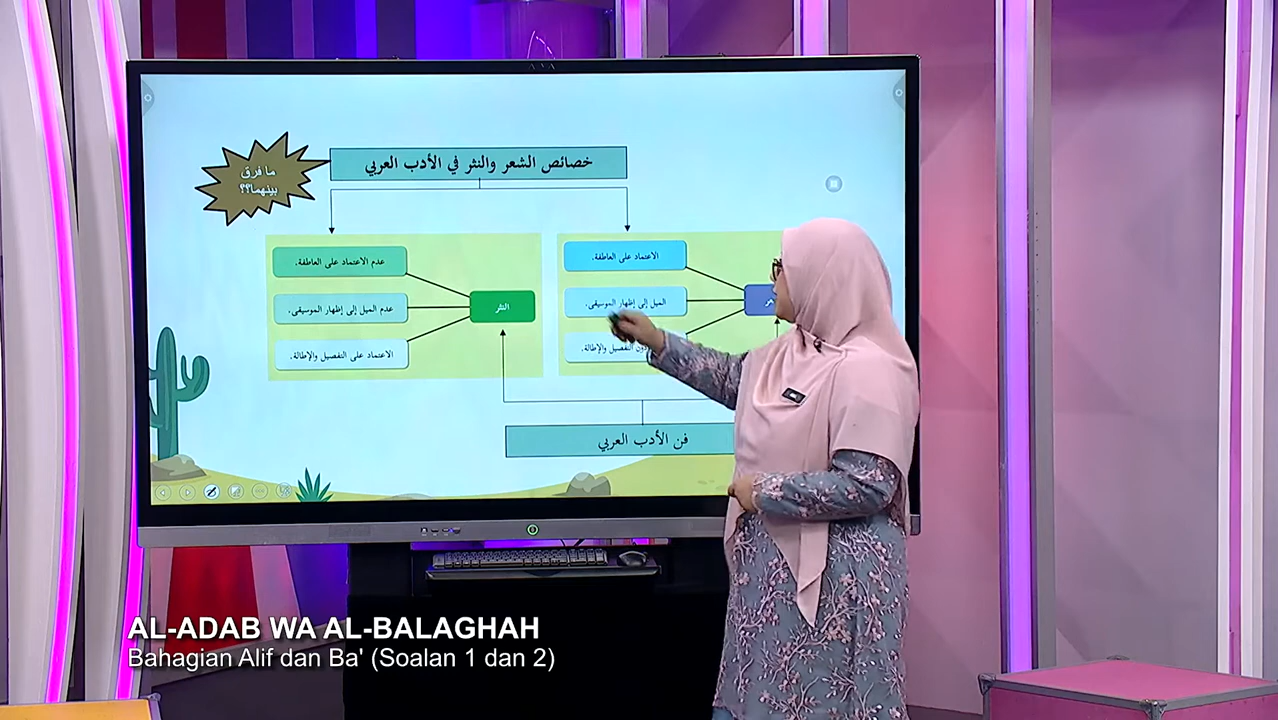 خصائص الشعر والنثر في الأدب العربي
ما فرق
بينهما؟؟
الاعتماد على العاطفة.
الميل إلى إظهار الموسيقى.
التفصيل والإطالة.
النثر
عدم الاعتماد على العاطفة.
عدم الميل إلى إظهار الموسيقى.
الاعتماد على التفصيل والإطالة.
فن الأدب العربي
AL-ADAB WA AL-BALAGHAH
Bahagian Alif dan Ba' (Soalan 1 dan 2)